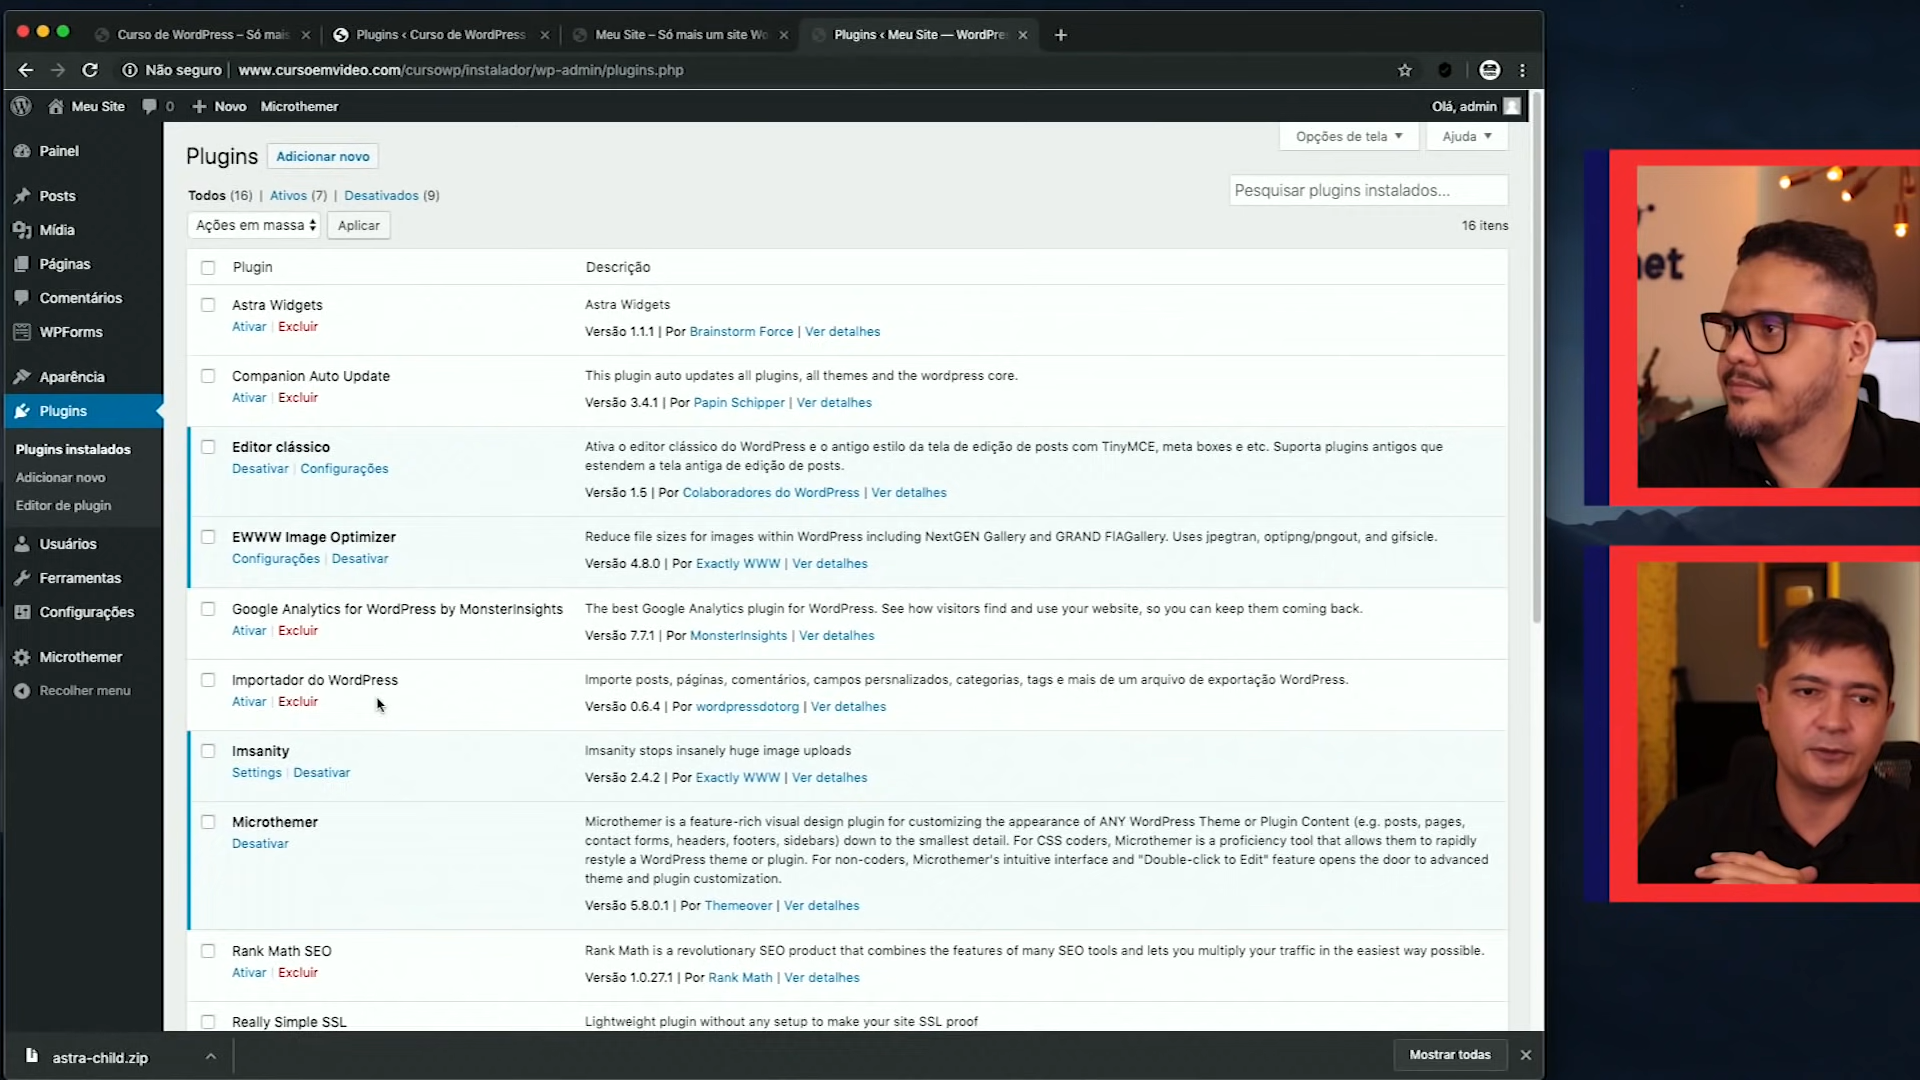 Curso de WordPress – Só mais
Plugins ‹ Curso de WordPress
Meu Site – Só mais um site Wo
Plugins ‹ Meu Site — WordPre
Não seguro | www.cursoemvideo.com/cursowp/instalador/wp-admin/plugins.php
Meu Site 0 + Novo Microthemer
Olá, admin
Painel
Posts
Mídia
Páginas
Comentários
WPForms
Aparência
Plugins
Plugins instalados
Adicionar novo
Editor de plugin
Usuários
Ferramentas
Configurações
Microthemer
Recolher menu
Opções de tela
Ajuda
Plugins Adicionar novo
Todos (16) | Ativos (7) | Desativados (9)
Pesquisar plugins instalados...
Ações em massa Aplicar
16 itens
Plugin Descrição
Astra Widgets
Ativar | Excluir
Astra Widgets
Versão 1.1.1 | Por Brainstorm Force | Ver detalhes
Companion Auto Update
Ativar | Excluir
This plugin auto updates all plugins, all themes and the wordpress core.
Versão 3.4.1 | Por Papin Schipper | Ver detalhes
Editor clássico
Desativar | Configurações
Ativa o editor clássico do WordPress e o antigo estilo da tela de edição de posts com TinyMCE, meta boxes e etc. Suporta plugins antigos que
estendem a tela antiga de edição de posts.
Versão 1.5 | Por Colaboradores do WordPress | Ver detalhes
EWWW Image Optimizer
Configurações | Desativar
Reduce file sizes for images within WordPress including NextGEN Gallery and GRAND FlAGallery. Uses jpegtran, optipng/pngout, and gifsicle.
Versão 4.8.0 | Por Exactly WWW | Ver detalhes
Google Analytics for WordPress by MonsterInsights
Ativar | Excluir
The best Google Analytics plugin for WordPress. See how visitors find and use your website, so you can keep them coming back.
Versão 7.7.1 | Por MonsterInsights | Ver detalhes
Importador do WordPress
Ativar | Excluir
Importe posts, páginas, comentários, campos persnalizados, categorias, tags e mais de um arquivo de exportação WordPress.
Versão 0.6.4 | Por wordpressdotorg | Ver detalhes
Imsanity
Settings | Desativar
Imsanity stops insanely huge image uploads
Versão 2.4.2 | Por Exactly WWW | Ver detalhes
Microthemer
Desativar
Microthemer is a feature-rich visual design plugin for customizing the appearance of ANY WordPress Theme or Plugin Content (e.g. posts, pages,
contact forms, headers, footers, sidebars) down to the smallest detail. For CSS coders, Microthemer is a proficiency tool that allows them to rapidly
restyle a WordPress theme or plugin. For non-coders, Microthemer's intuitive interface and "Double-click to Edit" feature opens the door to advanced
theme and plugin customization.
Versão 5.8.0.1 | Por Themeover | Ver detalhes
Rank Math SEO
Ativar | Excluir
Rank Math is a revolutionary SEO product that combines the features of many SEO tools and lets you multiply your traffic in the easiest way possible.
Versão 1.0.27.1 | Por Rank Math | Ver detalhes
Really Simple SSL
Lightweight plugin without any setup to make your site SSL proof
astra-child.zip
Mostrar todas
net